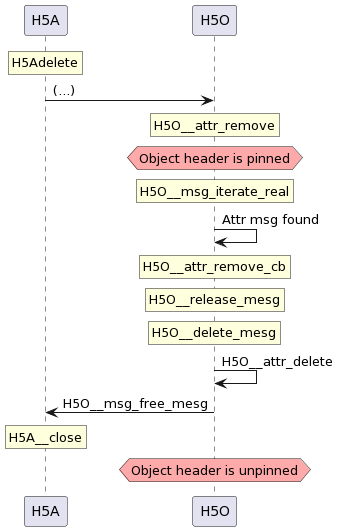 H5A H5O
H5Adelete
(...)
H5O__attr_remove
Object header is pinned
H5O__msg_iterate_real
Attr msg found
H5O__attr_remove_cb
H5O__release_mesg
H5O__delete_mesg
H5O__attr_delete
H5O__msg_free_mesg
H5A__close
Object header is unpinned
H5A H5O